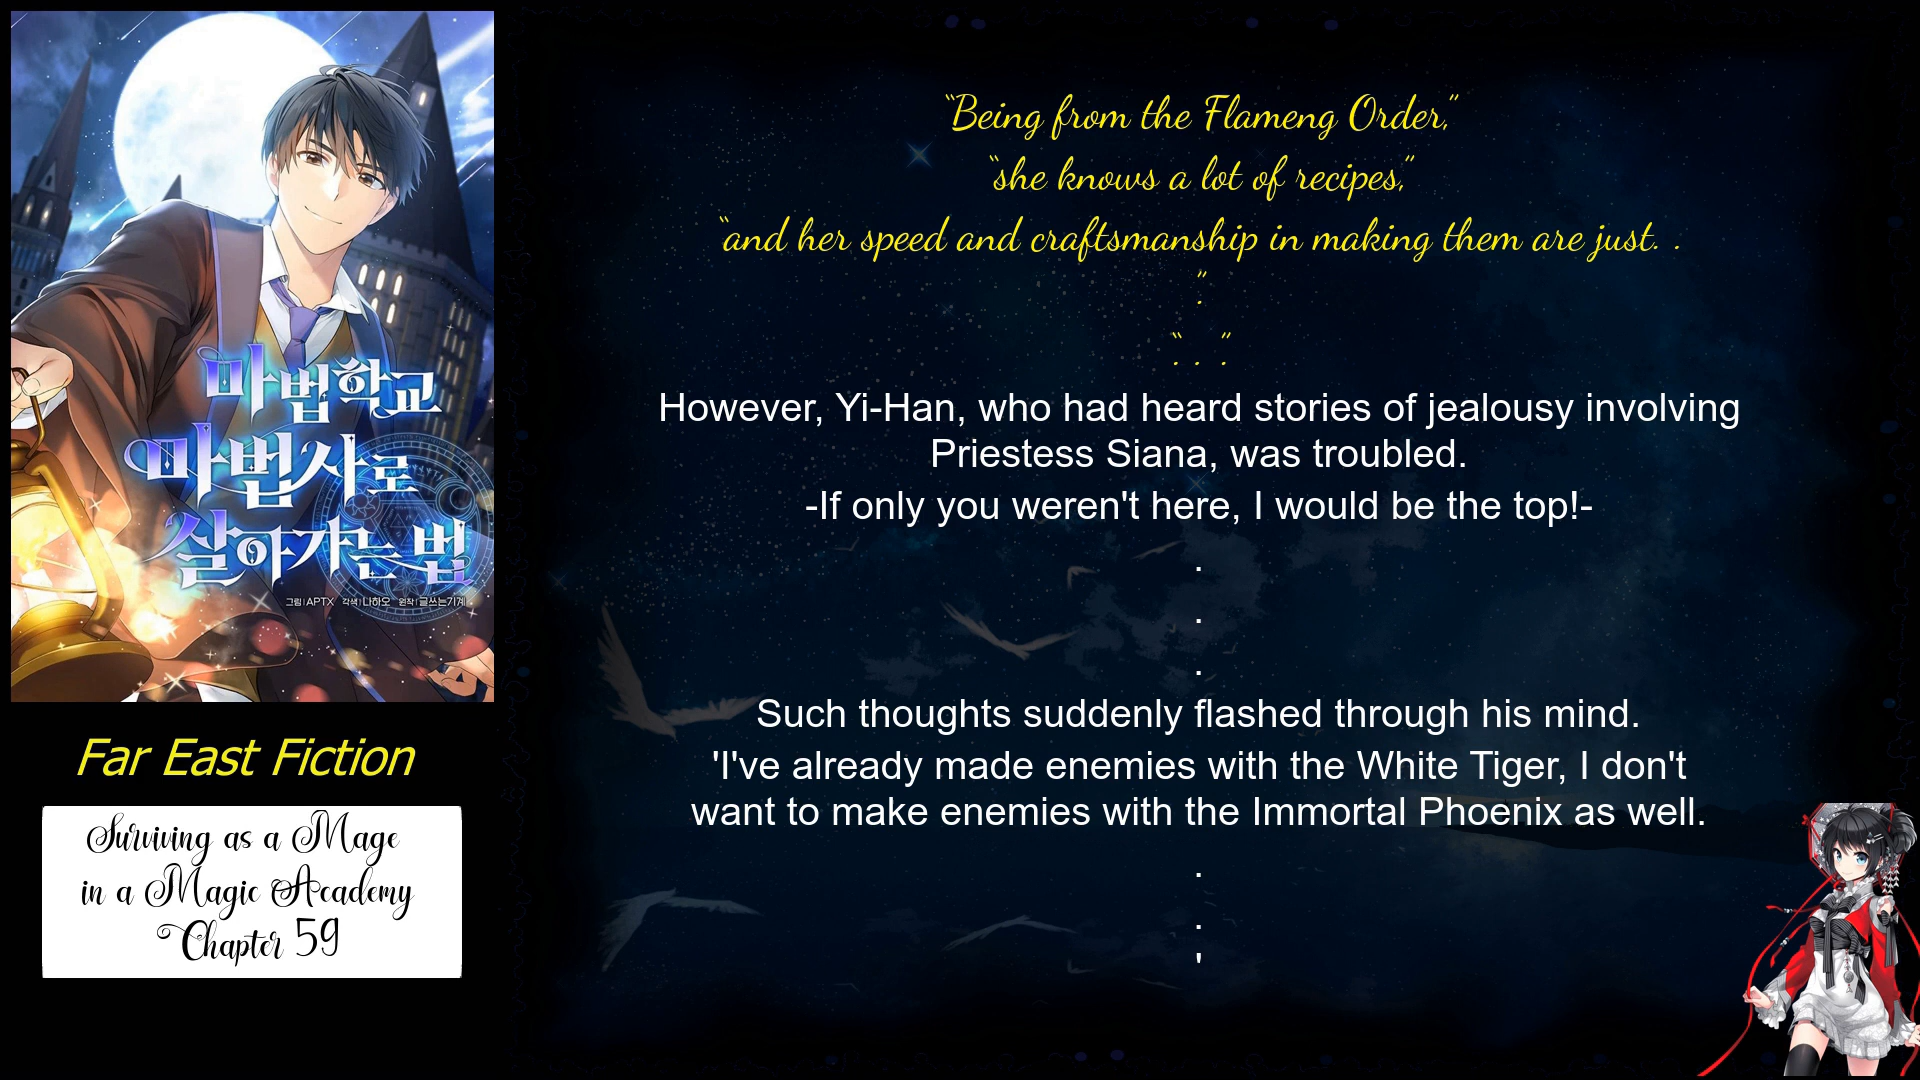 마법학교
마법사로
살아가는 법
그림|APTX 각색|나하오 원작|글쓰는기계
Far East Fiction
Surviving as a Mage
in a Magic Academy
Chapter 59
“Being from the Flameng Order,”
“she knows a lot of recipes,”
“and her speed and craftsmanship in making them are just. .
.”
“. . .”
However, Yi-Han, who had heard stories of jealousy involving
Priestess Siana, was troubled.
-If only you weren't here, I would be the top!-
.
.
.
Such thoughts suddenly flashed through his mind.
'I've already made enemies with the White Tiger, I don't
want to make enemies with the Immortal Phoenix as well.
.
.
'